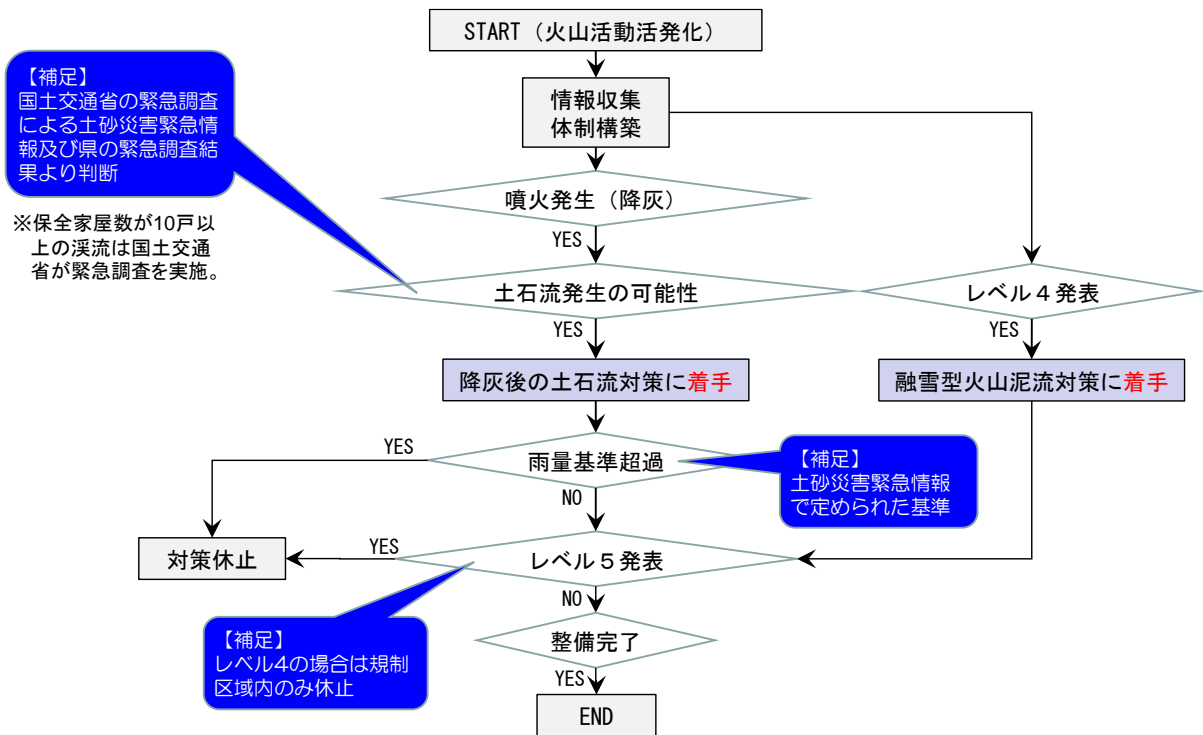 START（火山活動活発化）
【補足】
国土交通省の緊急調査
による土砂災害緊急情
報及び県の緊急調査結
果より判断
※保全家屋数が10戸以
上の渓流は国土交通
省が緊急調査を実施。
情報収集
体制構築
噴火発生（降灰）
YES
土石流発生の可能性
レベル４発表
YES
YES
降灰後の土石流対策に着手
融雪型火山泥流対策に着手
YES
雨量基準超過
【補足】
土砂災害緊急情報
で定められた基準
NO
対策休止
YES
レベル５発表
NO
【補足】
レベル4の場合は規制
区域内のみ休止
整備完了
YES
END